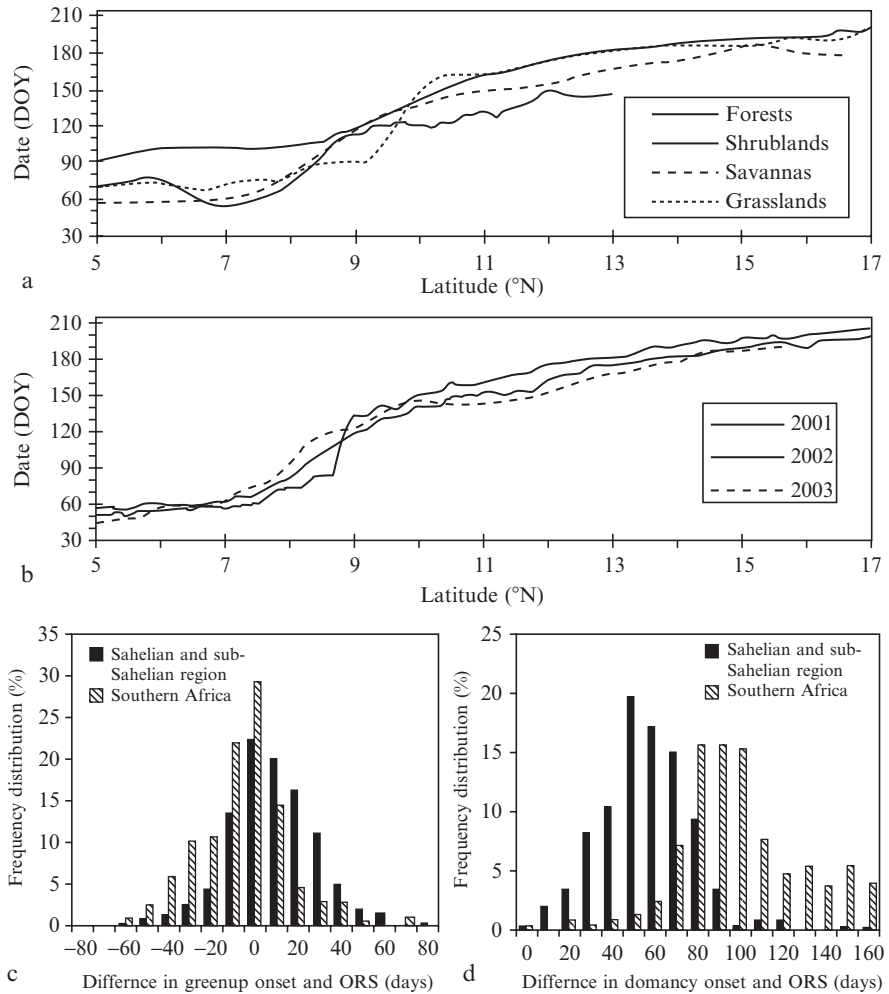 210
180
150
120
90
60
30
Date (DOY)
Forests
Shrublands
Savannas
Grasslands
5 7 9 11 13 15 17
a
Latitude (°N)
210
180
150
120
90
60
30
Date (DOY)
2001
2002
2003
5 7 9 11 13 15 17
b
Latitude (°N)
35
30
25
20
15
10
5
0
Frequency distribution (%)
Sahelian and sub-
Sahelian region
Southern Africa
−80 −60 −40 −20 0 20 40 60 80
c
Differnce in greenup onset and ORS (days)
25
20
15
10
5
0
Frequency distribution (%)
Sahelian and sub-
Sahelian region
Southern Africa
0 20 40 60 80 100 120 140 160
d
Differnce in domancy onset and ORS (days)